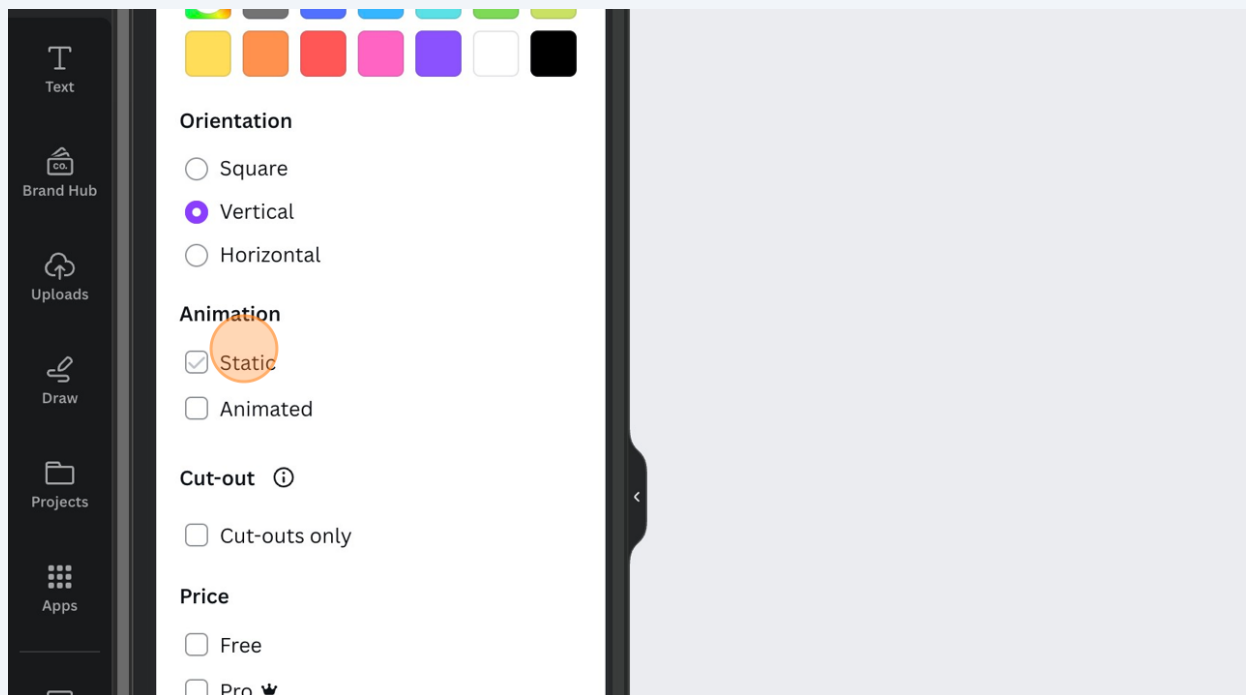 Text
co.
Brand Hub
Uploads
Draw
Projects
Apps
Orientation
Square
Vertical
Horizontal
Animation
Static
Animated
Cut-out
Cut-outs only
Price
Free
Pro